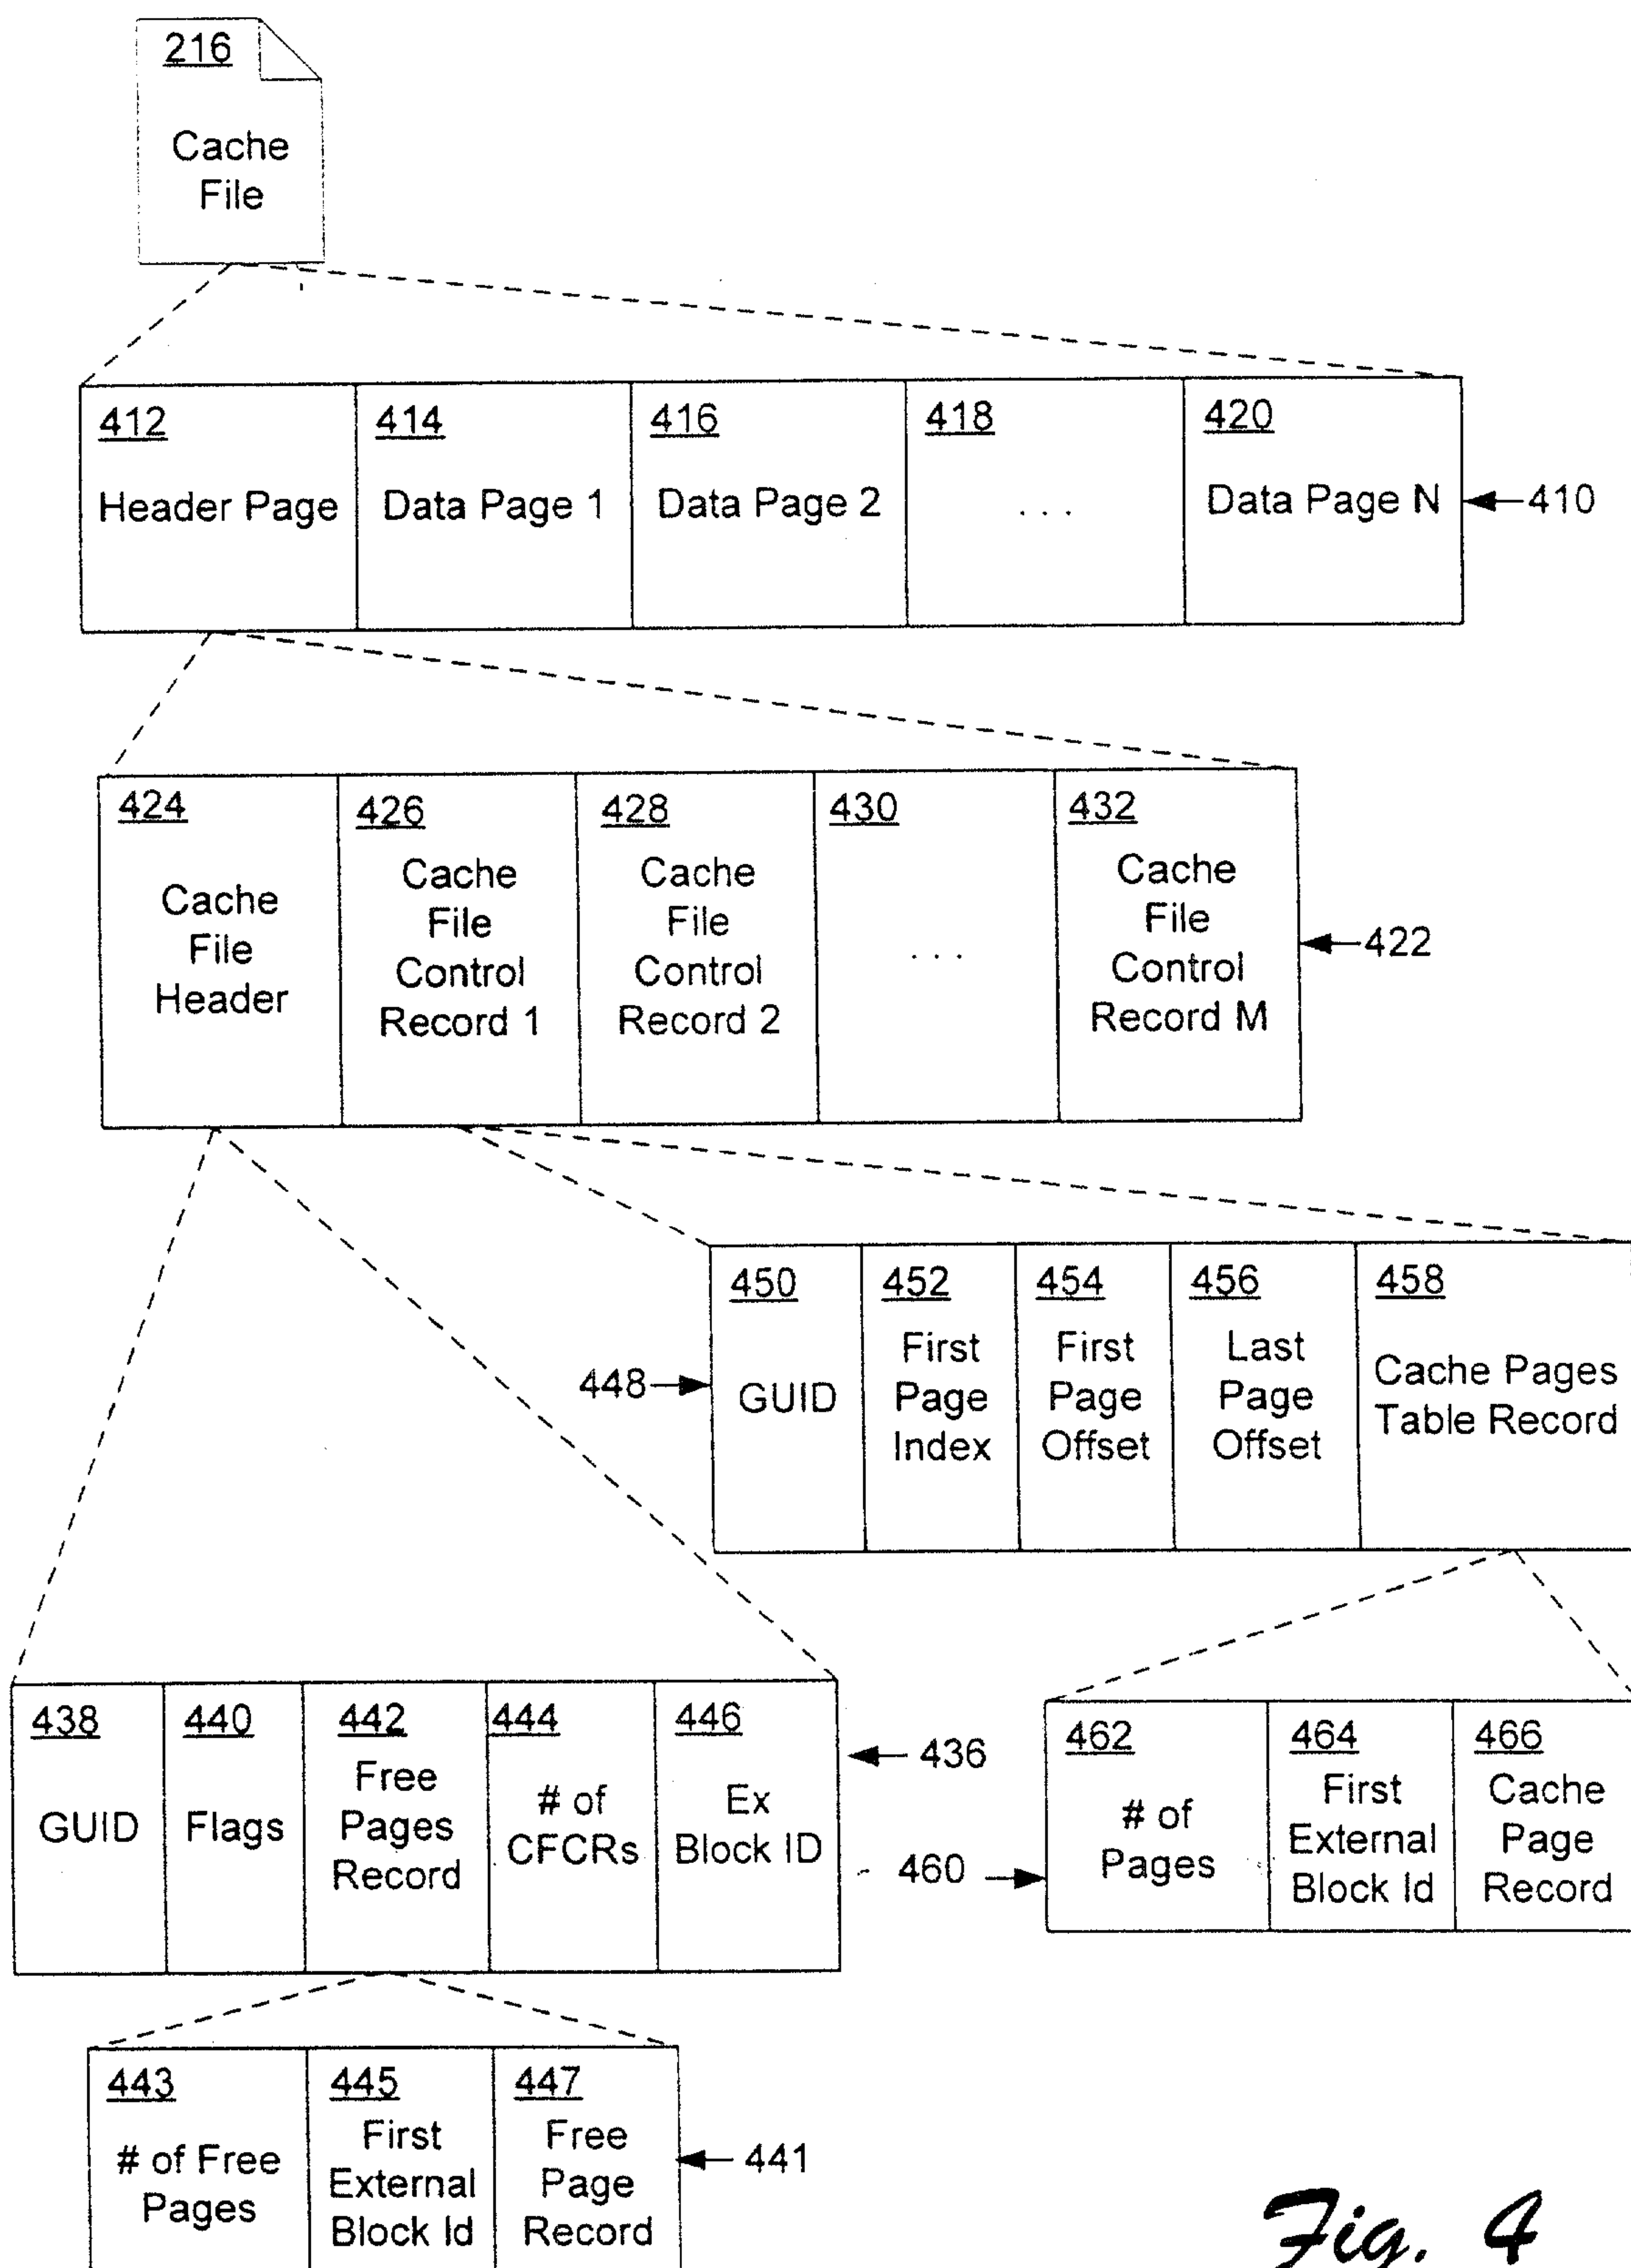 216
Cache
File
412
Header Page
414
Data Page 1
416
Data Page 2
418
. . .
420
Data Page N
410
424
Cache
File
Header
426
Cache
File
Control
Record 1
428
Cache
File
Control
Record 2
430
. . .
432
Cache
File
Control
Record M
422
448
450
GUID
452
First
Page
Index
454
First
Page
Offset
456
Last
Page
Offset
458
Cache Pages
Table Record
438
GUID
440
Flags
442
Free
Pages
Record
444
# of
CFCRs
446
Ex
Block ID
436
460
462
# of
Pages
464
First
External
Block Id
466
Cache
Page
Record
443
# of Free
Pages
445
First
External
Block Id
447
Free
Page
Record
441
Fig. 4